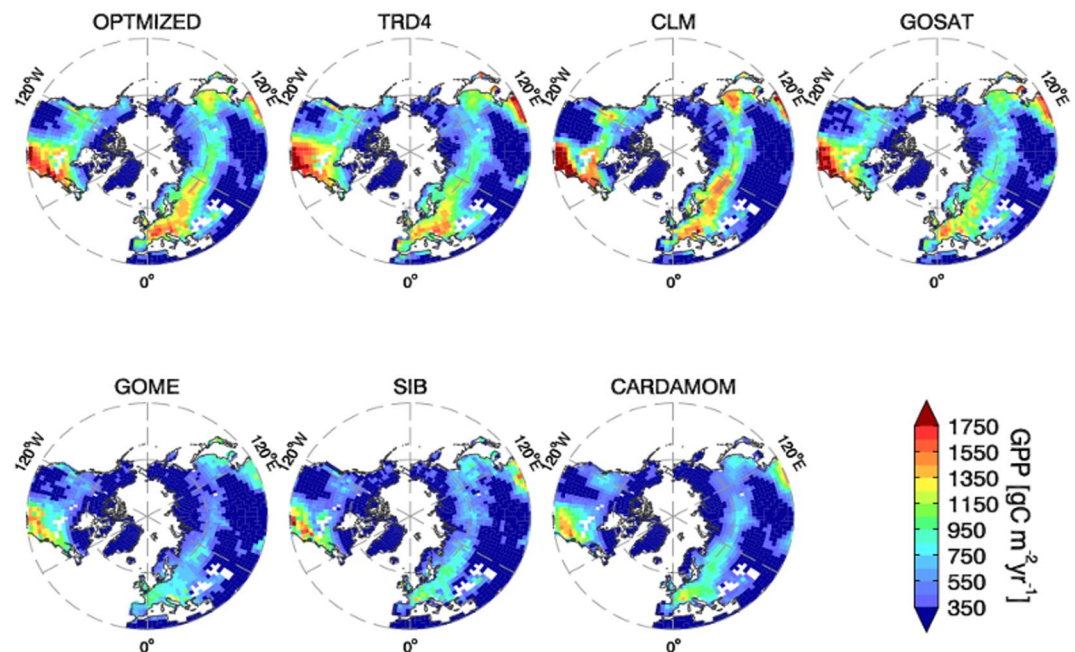 OPTMIZED TRD4 CLM GOSAT
120°W 120°E 120°W 120°E 120°W 120°E 120°W 120°E
0° 0° 0° 0°
GOME SIB CARDAMOM
120°W 120°E 120°W 120°E 120°W 120°E
0° 0° 0°
1750
1550
1350
1150
950
750
550
350
GPP [gC m⁻² yr⁻¹]